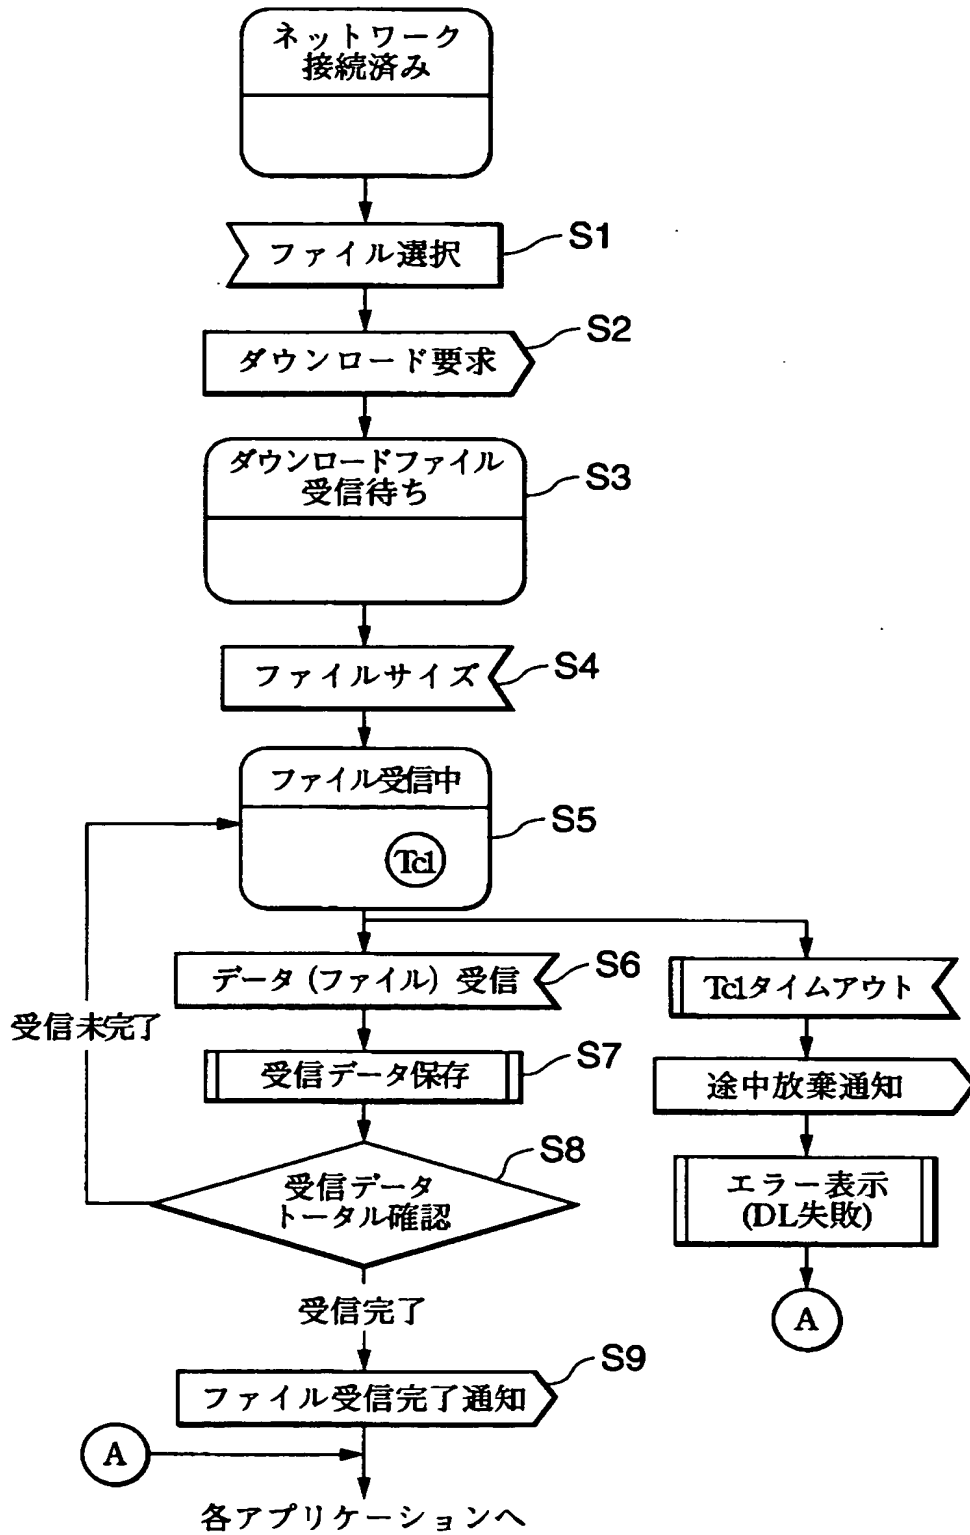 ネットワーク
接続済み
ファイル選択
S1
ダウンロード要求
S2
ダウンロードファイル
受信待ち
S3
ファイルサイズ
S4
ファイル受信中
Tc1
S5
データ(ファイル)受信
S6
Tc1タイムアウト
受信未完了
受信データ保存
S7
途中放棄通知
受信データ
トータル確認
S8
エラー表示
(DL失敗)
A
受信完了
ファイル受信完了通知
S9
A
各アプリケーションへ